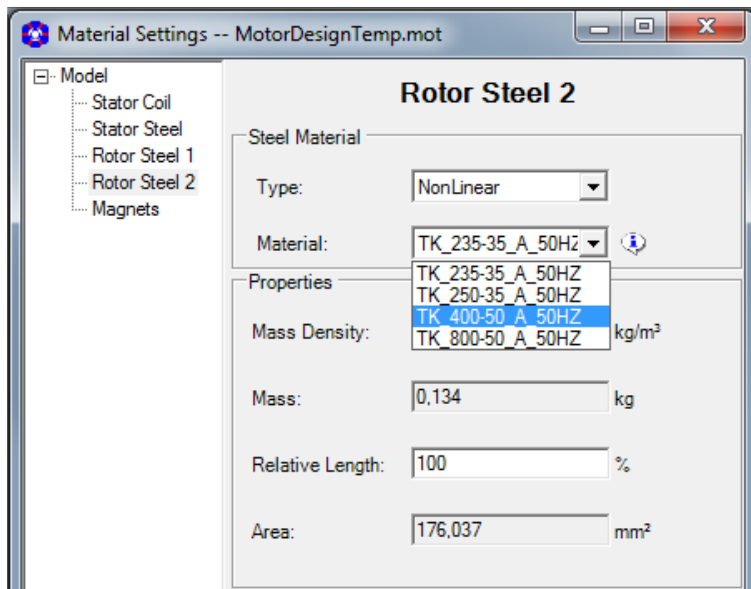 Material Settings -- MotorDesignTemp.mot
Model
Stator Coil
Stator Steel
Rotor Steel 1
Rotor Steel 2
Magnets
Rotor Steel 2
Steel Material
Type: NonLinear
Material: TK_235-35_A_50HZ
TK_235-35_A_50HZ
TK_250-35_A_50HZ
TK_400-50_A_50HZ
TK_800-50_A_50HZ
Properties
Mass Density: kg/m³
Mass: 0,134 kg
Relative Length: 100 %
Area: 176,037 mm²